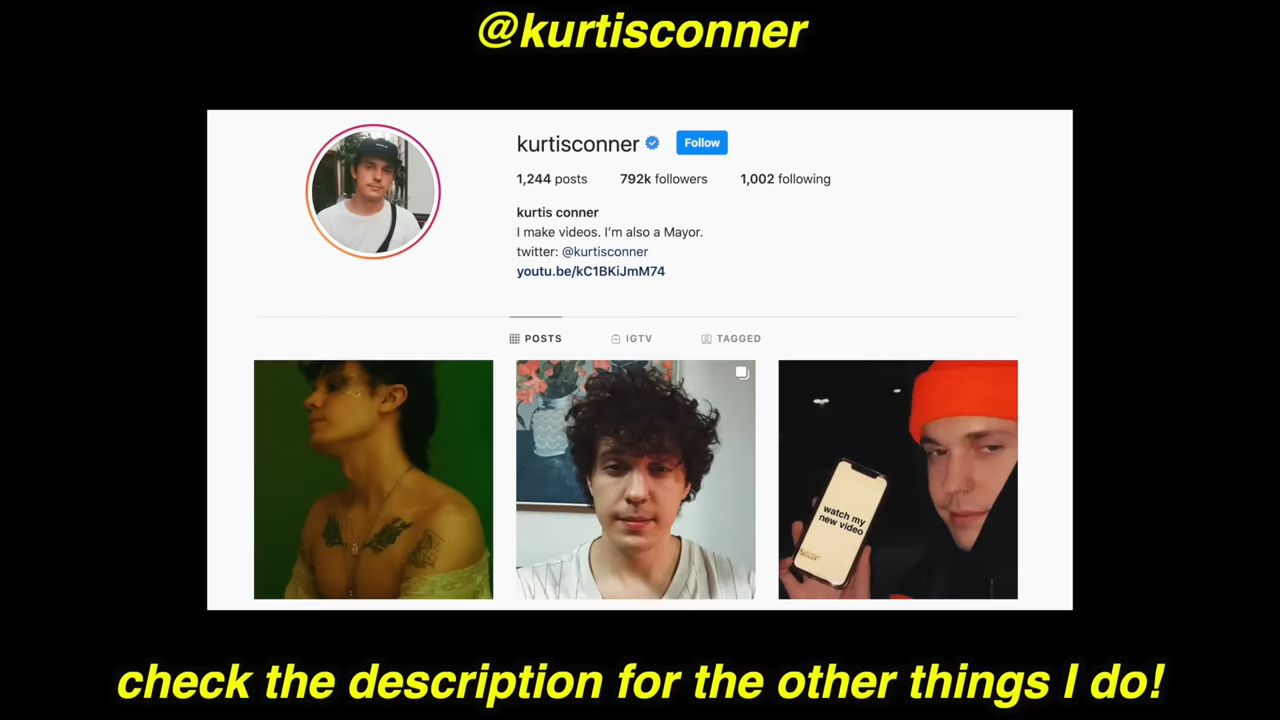 @kurtisconner
kurtisconner Follow
1,244 posts 792k followers 1,002 following
kurtis conner
I make videos. I'm also a Mayor.
twitter: @kurtisconner
youtu.be/kC1BKiJmM74
POSTS IGTV TAGGED
watch my
new video
check the description for the other things I do!